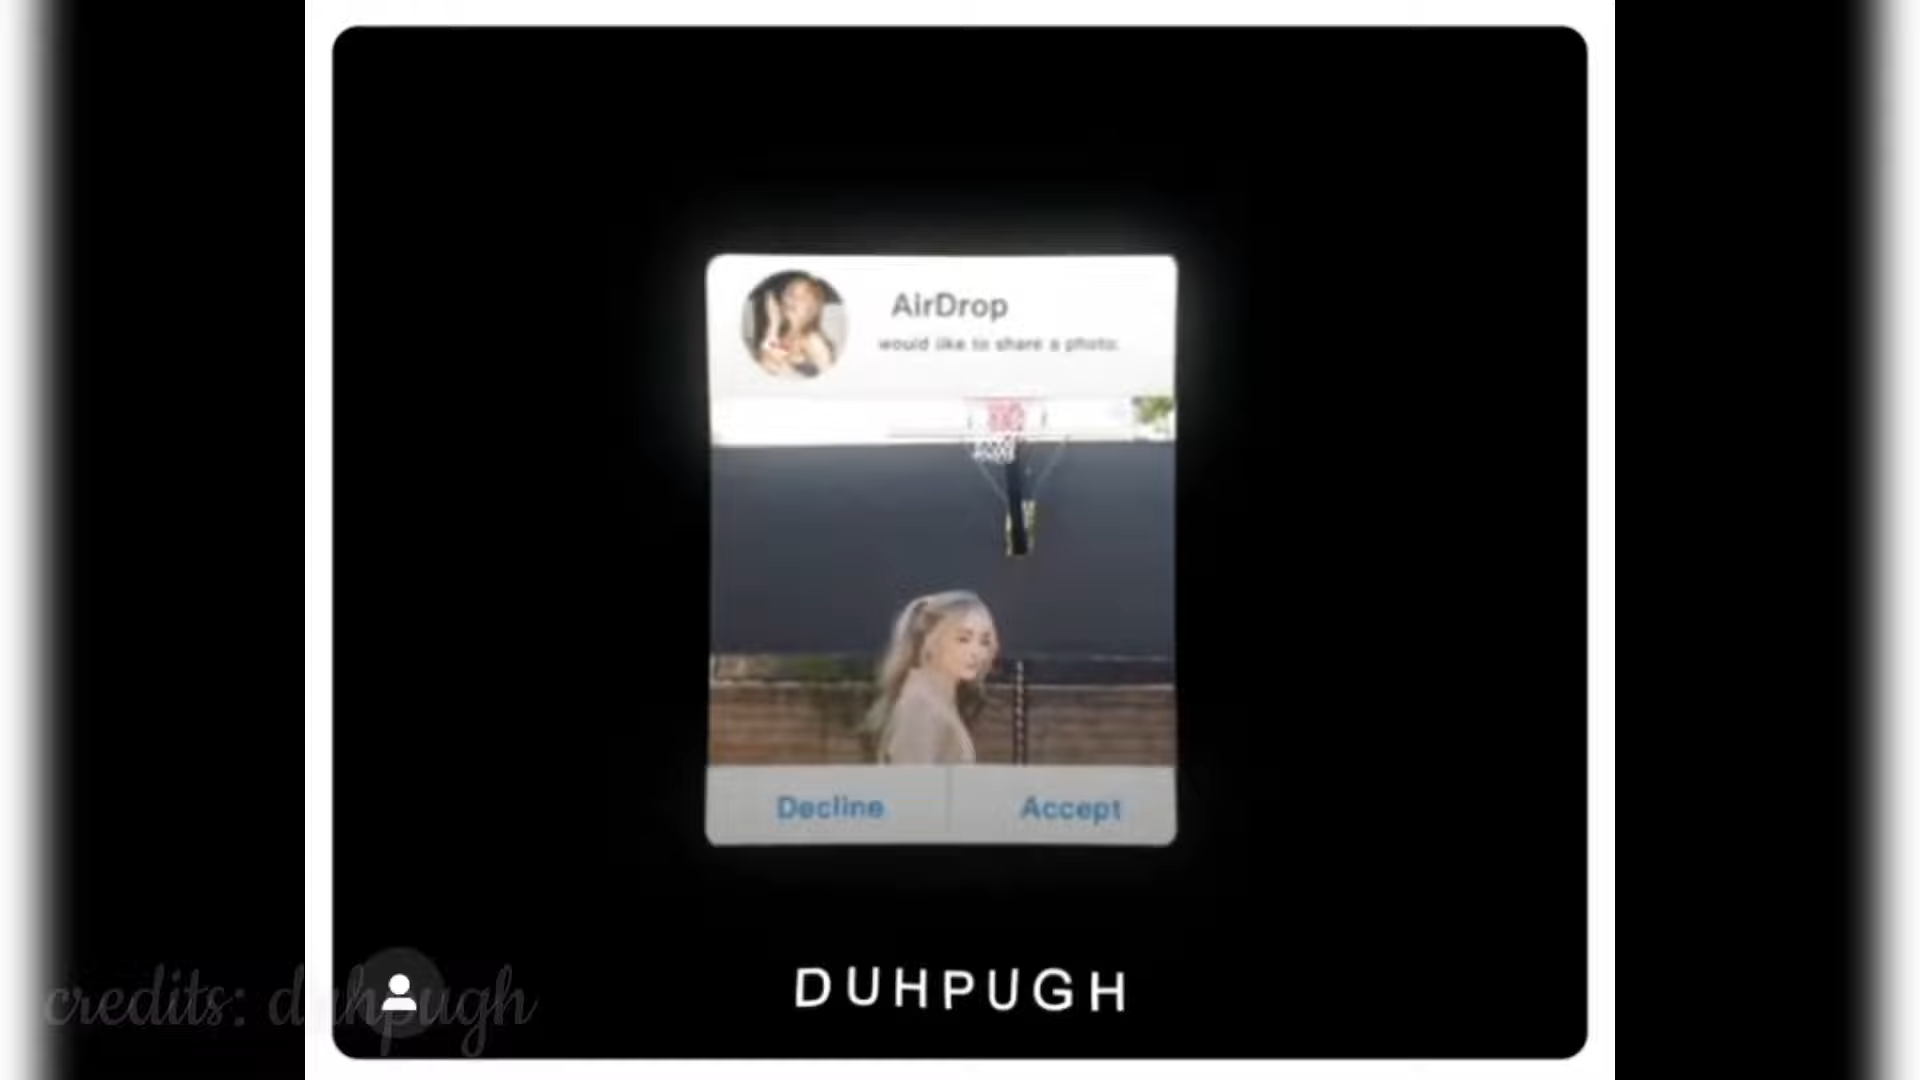 AirDrop
would like to share a photo.
Decline
Accept
DUHPUGH
credits: duhpugh